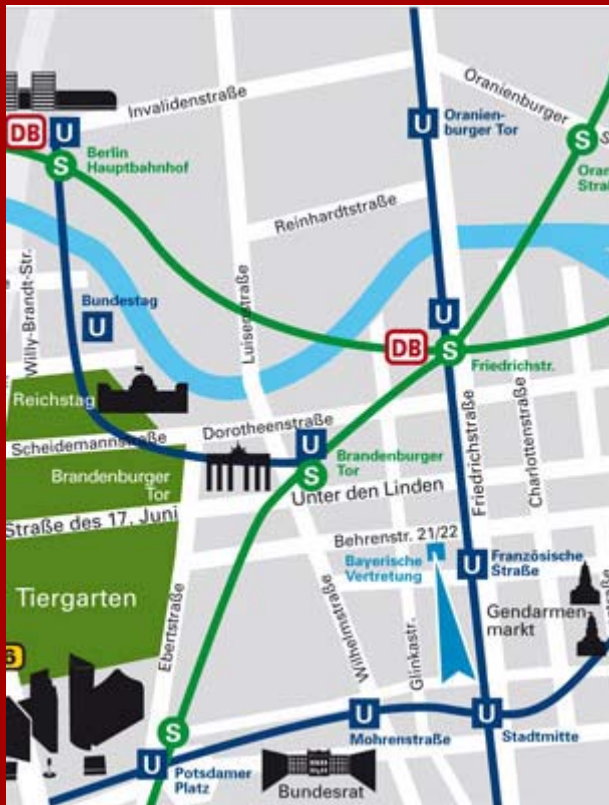 Invalidenstraße
Oranienburger
DB
U
S
Berlin
Hauptbahnhof
U
Oranien-
burger Tor
S
S
Reinhardtstraße
Willy-Brandt-Str.
Bundestag
U
Luisenstraße
U
DB
S
Friedrichstr.
Reichstag
Scheidemannstraße
Dorotheenstraße
U
S
Brandenburger
Tor
Brandenburger
Tor
Unter den Linden
Friedrichstraße
Charlottenstraße
Straße des 17. Juni
Behrenstr. 21/22
Bayerische
Vertretung
U
Französische
Straße
Tiergarten
Ebertstraße
Wilhelmstraße
Glinkastr.
Gendarmen
markt
6
S
U
Potsdamer
Platz
U
Mohrenstraße
U
Stadtmitte
Bundesrat